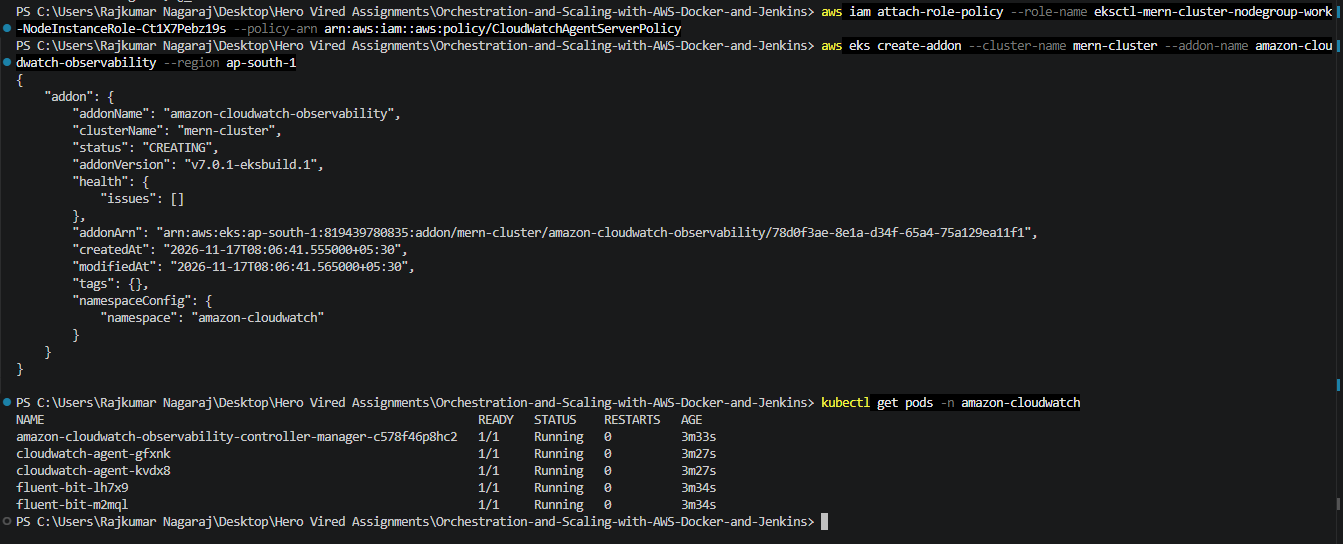 PS C:\Users\Rajkumar Nagaraj\Desktop\Hero Vired Assignments\Orchestration-and-Scaling-with-AWS-Docker-and-Jenkins> aws iam attach-role-policy --role-name eksctl-mern-cluster-nodegroup-work
-NodeInstanceRole-Ct1X7Pebz19s --policy-arn arn:aws:iam::aws:policy/CloudWatchAgentServerPolicy
PS C:\Users\Rajkumar Nagaraj\Desktop\Hero Vired Assignments\Orchestration-and-Scaling-with-AWS-Docker-and-Jenkins> aws eks create-addon --cluster-name mern-cluster --addon-name amazon-clou
dwatch-observability --region ap-south-1
{
    "addon": {
        "addonName": "amazon-cloudwatch-observability",
        "clusterName": "mern-cluster",
        "status": "CREATING",
        "addonVersion": "v7.0.1-eksbuild.1",
        "health": {
            "issues": []
        },
        "addonArn": "arn:aws:eks:ap-south-1:819439780835:addon/mern-cluster/amazon-cloudwatch-observability/78d0f3ae-8e1a-d34f-65a4-75a129ea11f1",
        "createdAt": "2026-11-17T08:06:41.555000+05:30",
        "modifiedAt": "2026-11-17T08:06:41.565000+05:30",
        "tags": {},
        "namespaceConfig": {
            "namespace": "amazon-cloudwatch"
        }
    }
}
PS C:\Users\Rajkumar Nagaraj\Desktop\Hero Vired Assignments\Orchestration-and-Scaling-with-AWS-Docker-and-Jenkins> kubectl get pods -n amazon-cloudwatch
NAME READY STATUS RESTARTS AGE
amazon-cloudwatch-observability-controller-manager-c578f46p8hc2 1/1 Running 0 3m33s
cloudwatch-agent-gfxnk 1/1 Running 0 3m27s
cloudwatch-agent-kvdx8 1/1 Running 0 3m27s
fluent-bit-lh7x9 1/1 Running 0 3m34s
fluent-bit-m2mql 1/1 Running 0 3m34s
PS C:\Users\Rajkumar Nagaraj\Desktop\Hero Vired Assignments\Orchestration-and-Scaling-with-AWS-Docker-and-Jenkins>